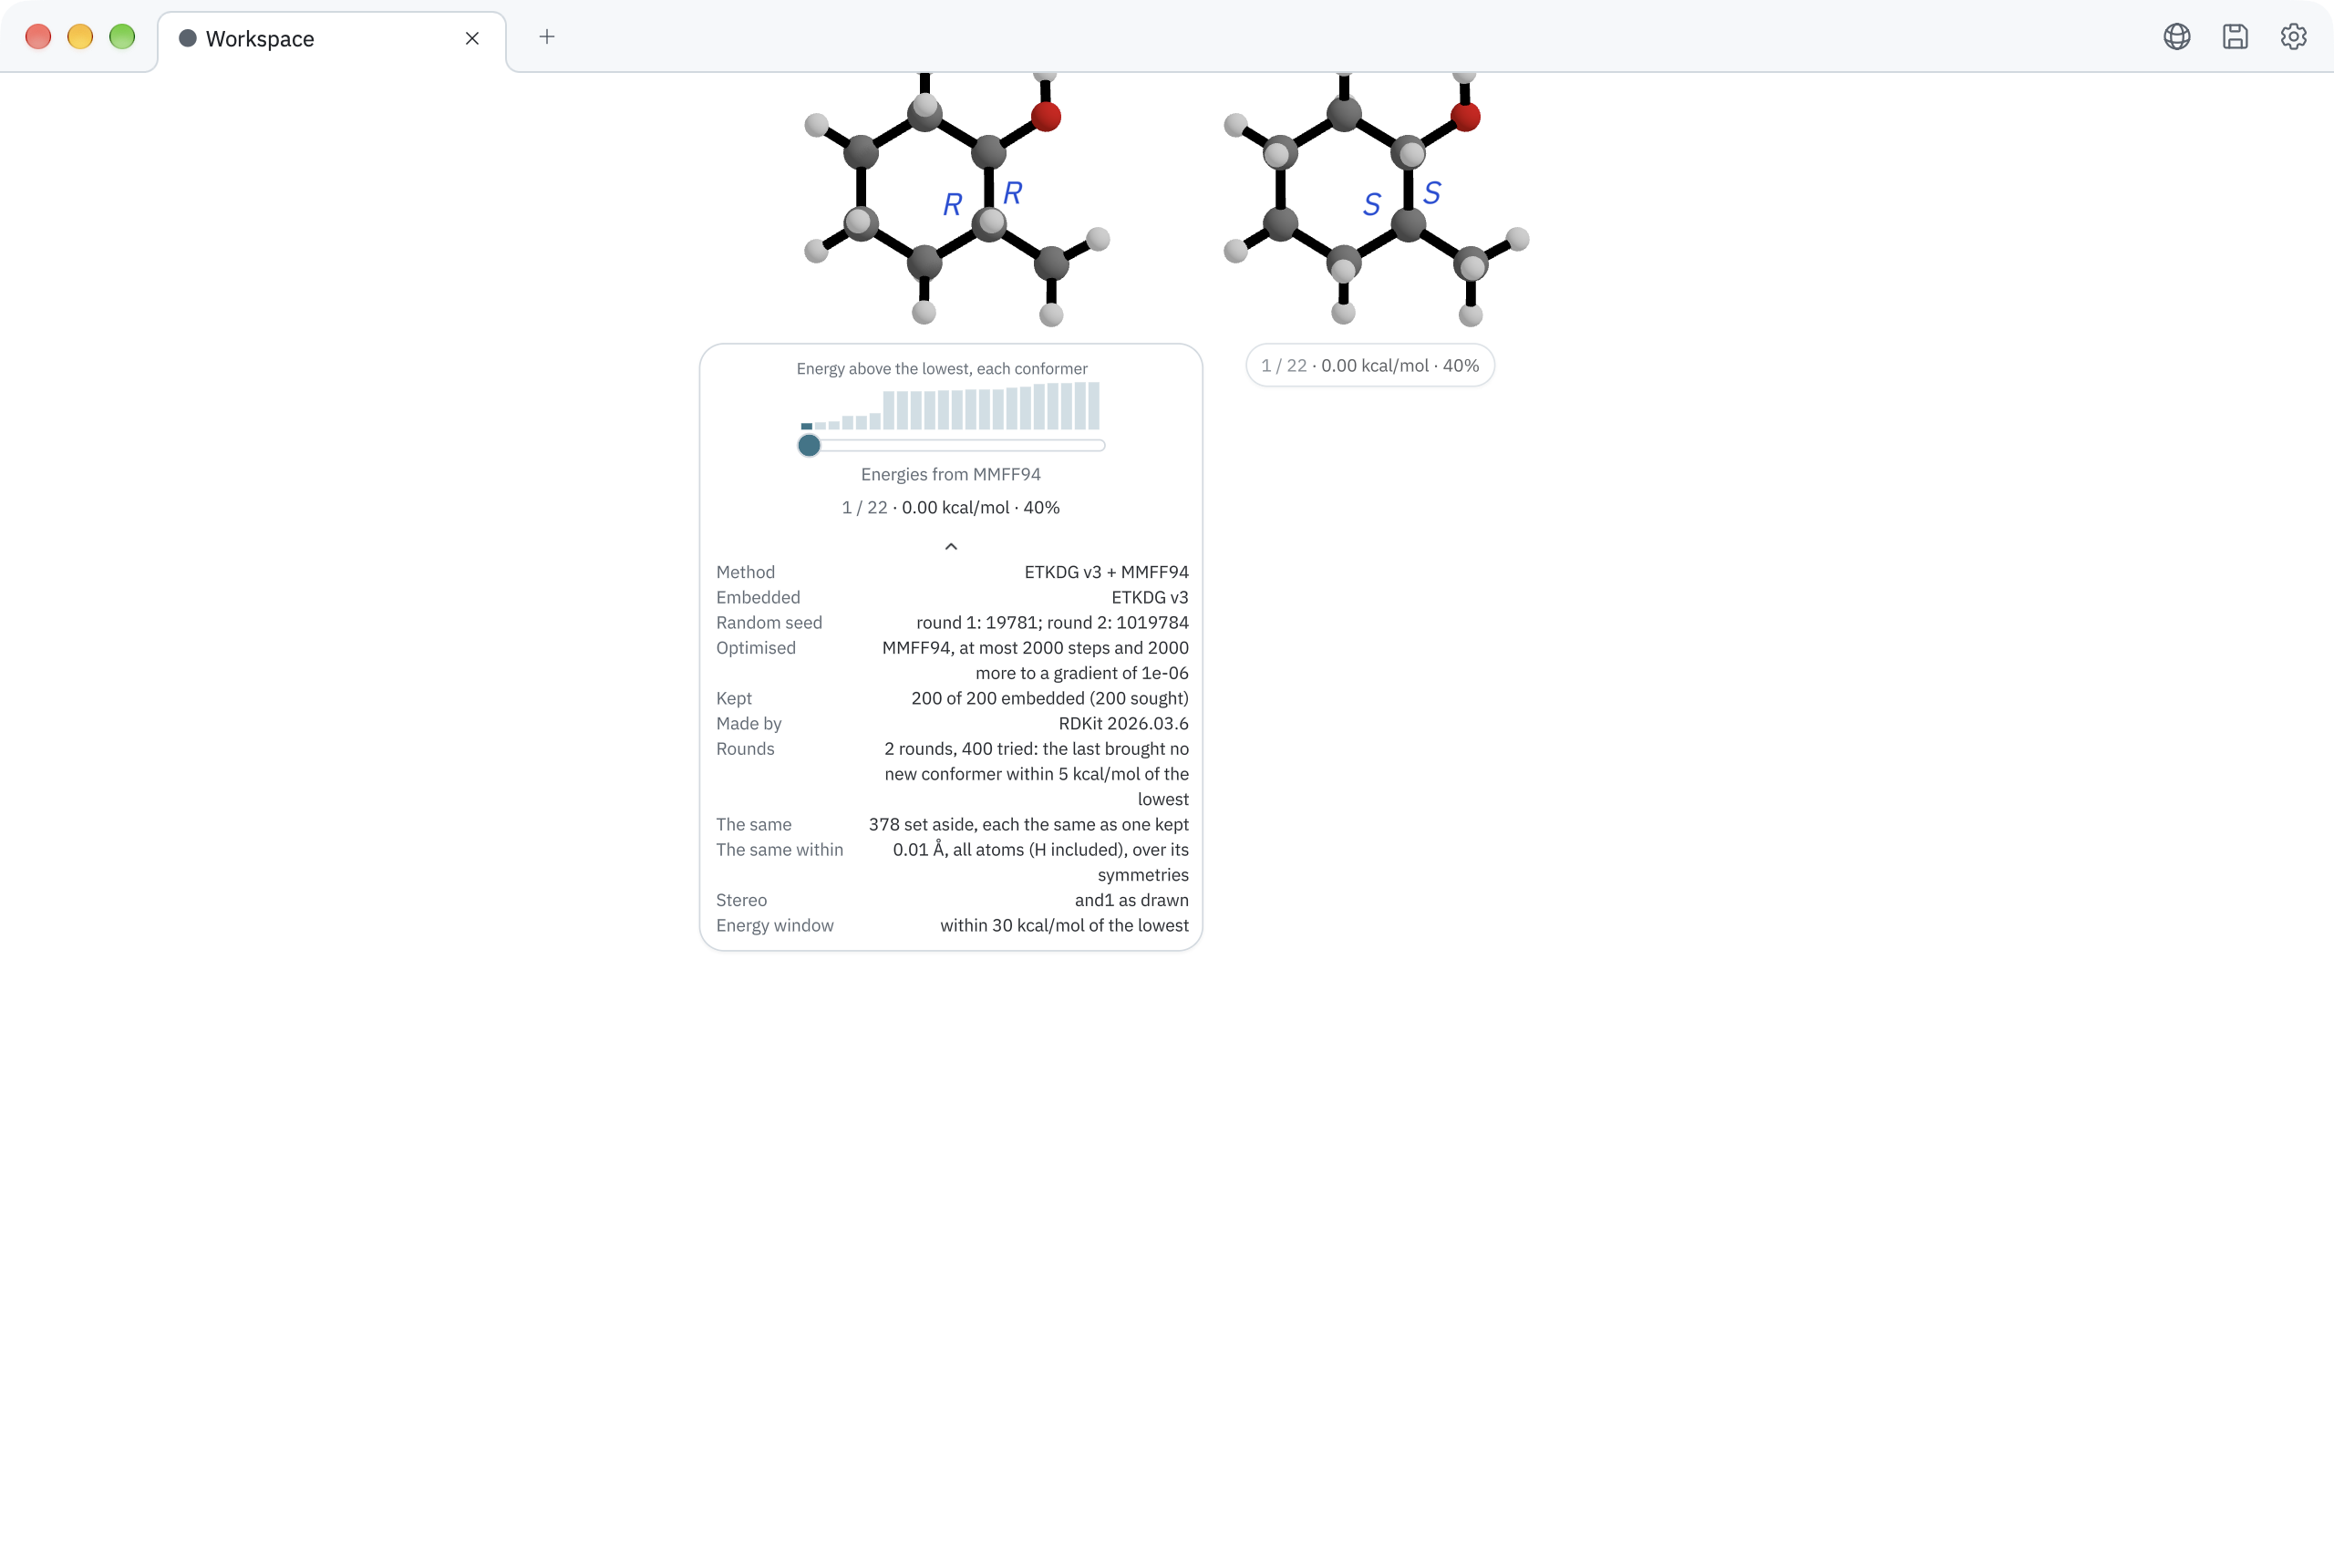 Workspace
R R
S S
Energy above the lowest, each conformer
1 / 22 · 0.00 kcal/mol · 40%
Energies from MMFF94
1 / 22 · 0.00 kcal/mol · 40%
Method ETKDG v3 + MMFF94
Embedded ETKDG v3
Random seed round 1: 19781; round 2: 1019784
Optimised MMFF94, at most 2000 steps and 2000
more to a gradient of 1e-06
Kept 200 of 200 embedded (200 sought)
Made by RDKit 2026.03.6
Rounds 2 rounds, 400 tried: the last brought no
new conformer within 5 kcal/mol of the
lowest
The same 378 set aside, each the same as one kept
The same within 0.01 Å, all atoms (H included), over its
symmetries
Stereo and1 as drawn
Energy window within 30 kcal/mol of the lowest